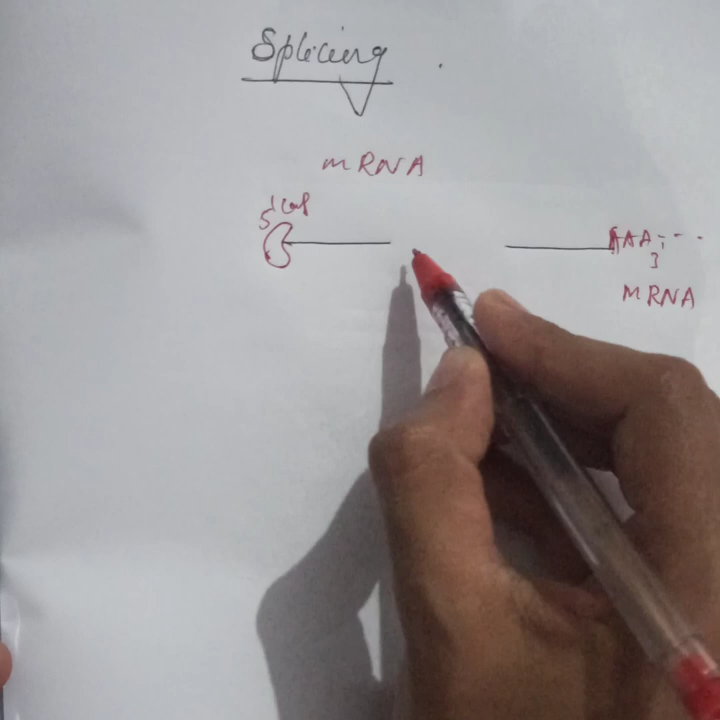 Splicing
mRNA
5' Cap
AAA ---
3
MRNA